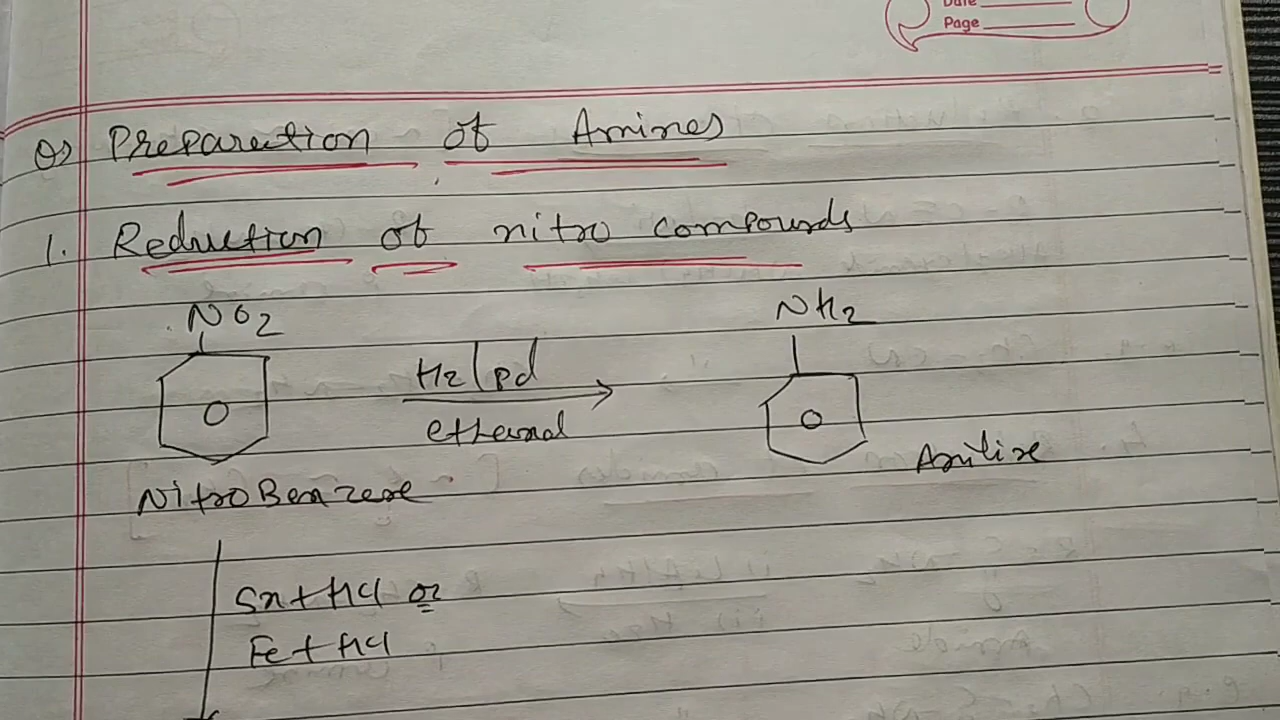 Date
Page
Q) Preparation of Amines
1. Reduction of nitro compounds
NO2
NH2
H2/pd
ethanol
Aniline
NitroBenzene
Sn+HCl or
Fe+HCl